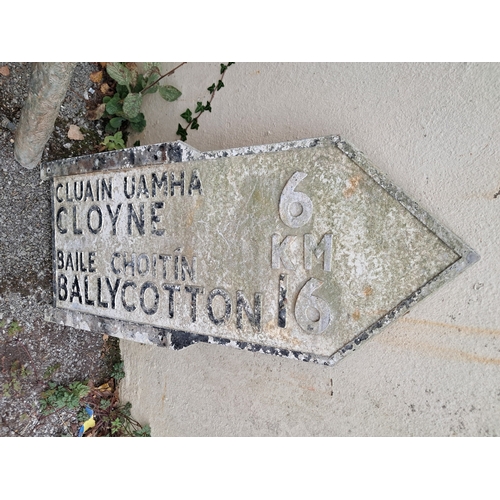 CLUAIN UAMHA
CLOYNE 6
KM
BAILE CHOITÍN
BALLYCOTTON 16